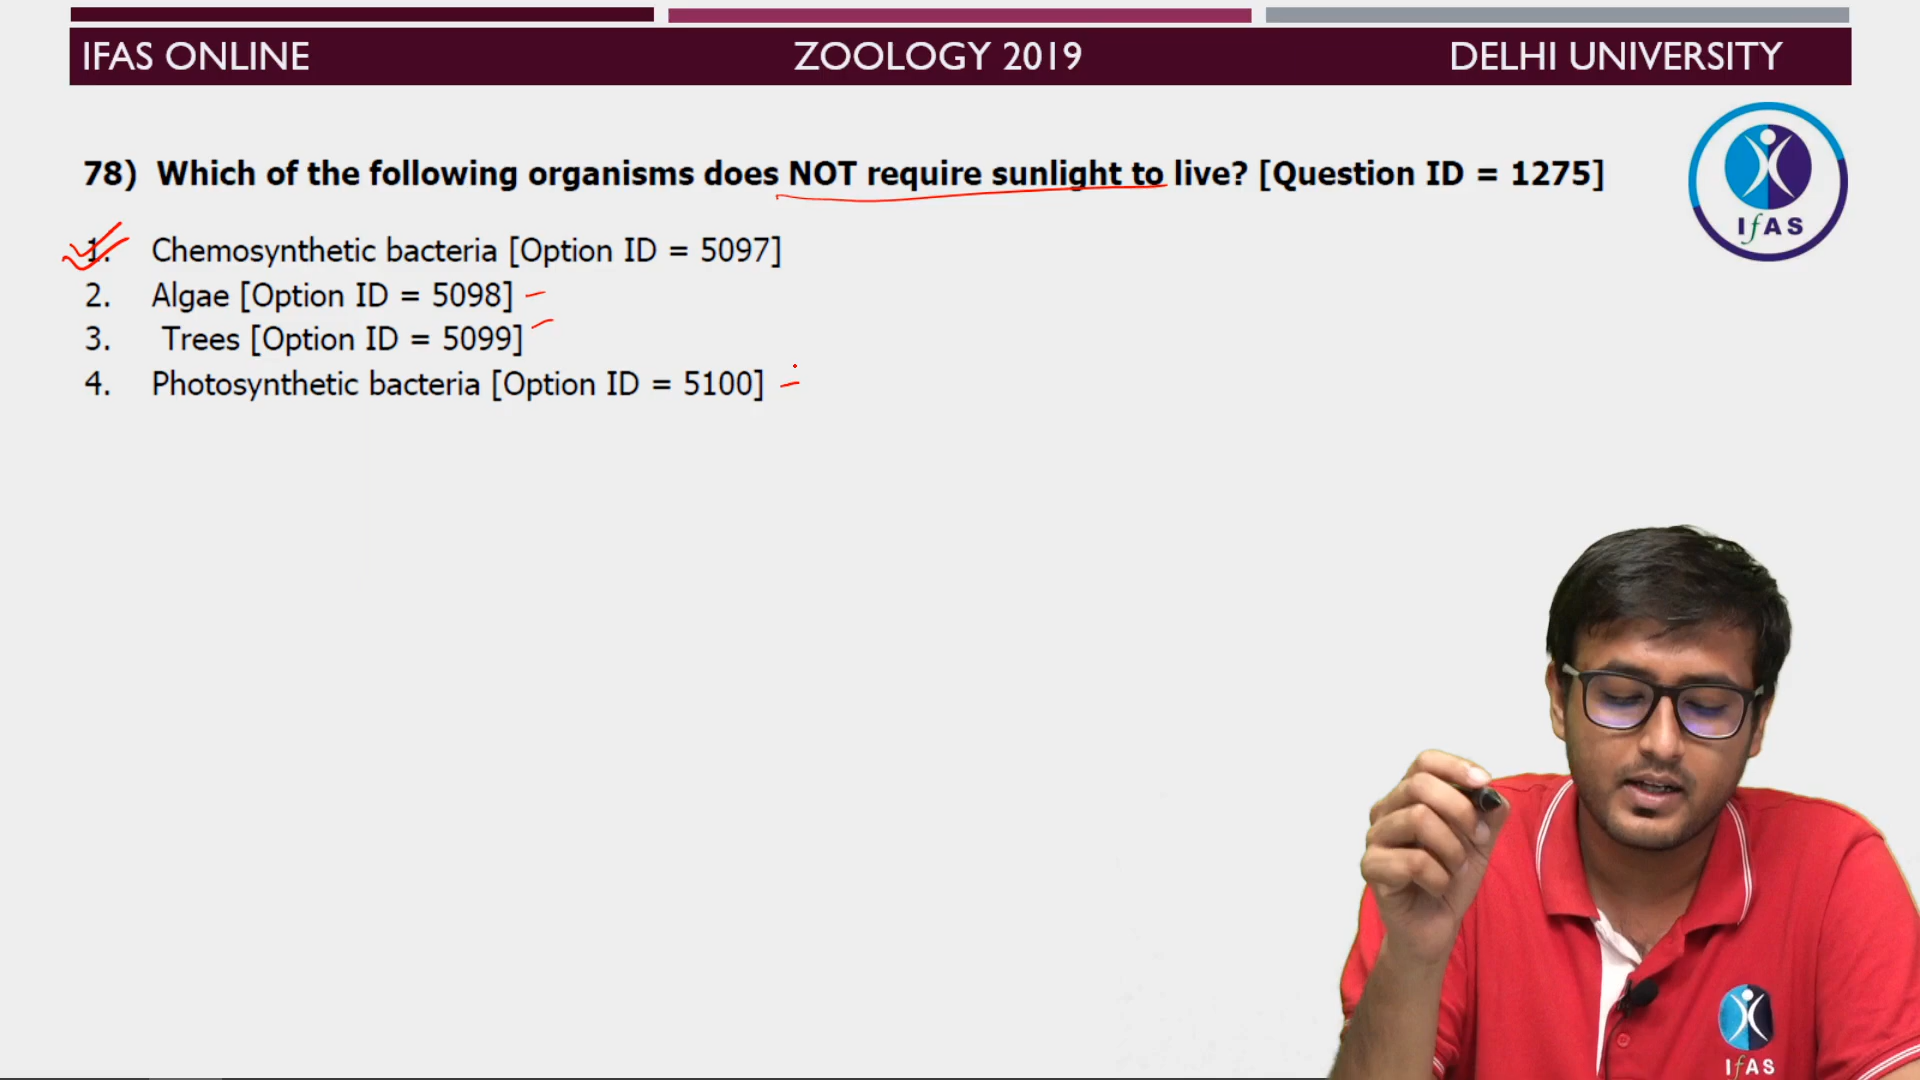 IFAS ONLINE ZOOLOGY 2019 DELHI UNIVERSITY
78) Which of the following organisms does NOT require sunlight to live? [Question ID = 1275]
IfAS
1. Chemosynthetic bacteria [Option ID = 5097]
2. Algae [Option ID = 5098]
3. Trees [Option ID = 5099]
4. Photosynthetic bacteria [Option ID = 5100]
IfAS